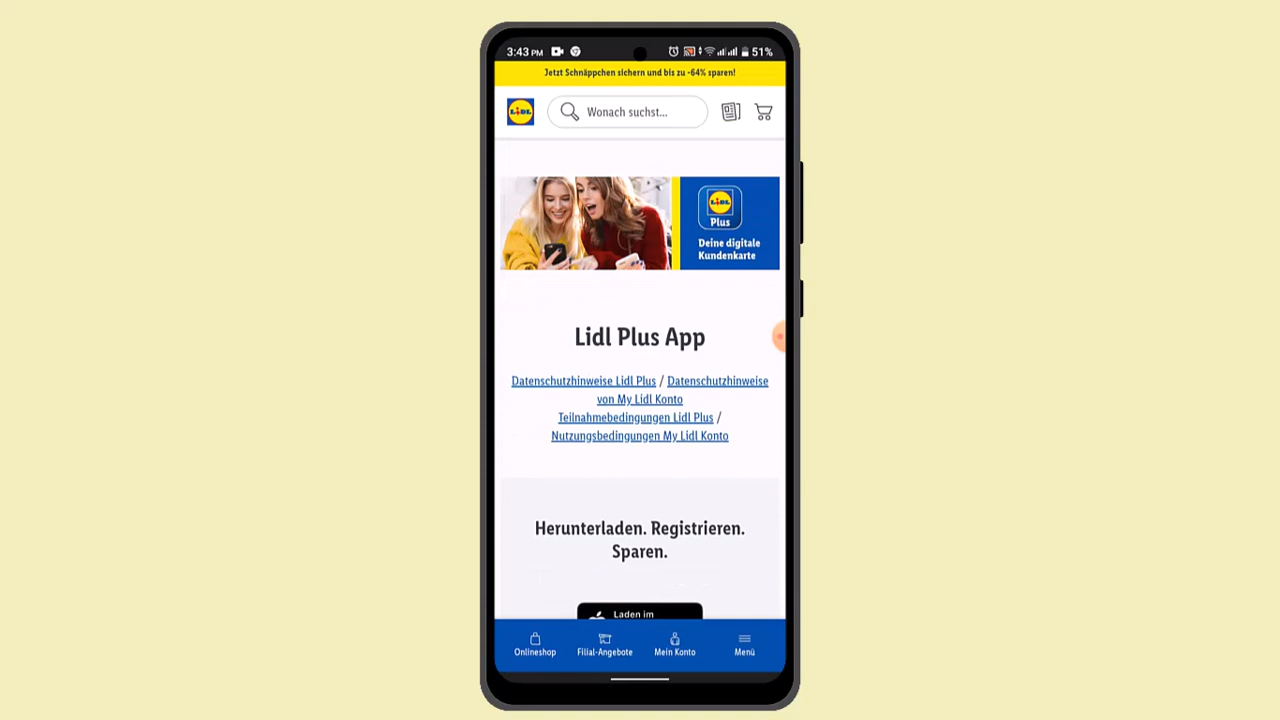 3:43 PM 51%
Jetzt Schnäppchen sichern und bis zu -64% sparen!
LIDL Wonach suchst...
LIDL
Plus
Deine digitale
Kundenkarte
Lidl Plus App
Datenschutzhinweise Lidl Plus / Datenschutzhinweise
von My Lidl Konto
Teilnahmebedingungen Lidl Plus /
Nutzungsbedingungen My Lidl Konto
Herunterladen. Registrieren.
Sparen.
Laden im
Onlineshop Filial-Angebote Mein Konto Menü